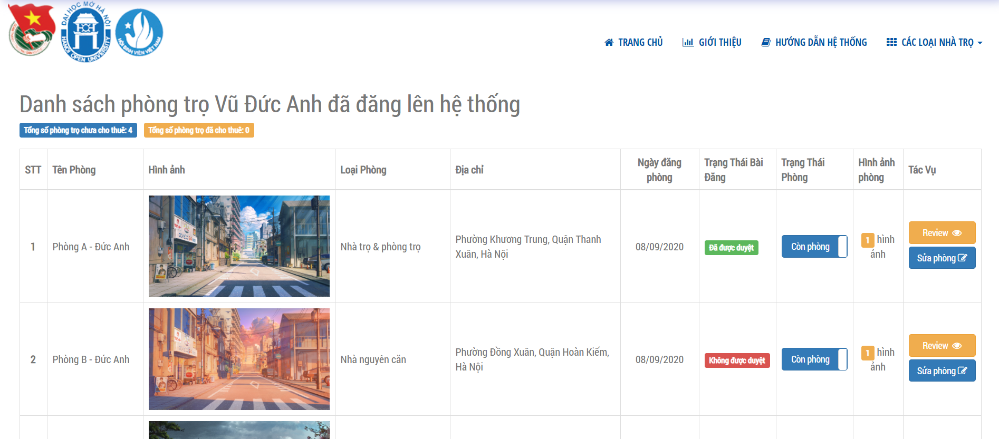 ĐẠI HỌC MỞ HÀ NỘI
HOU
HANOI OPEN UNIVERSITY
HỘI SINH VIÊN VIỆT NAM
TRANG CHỦ
GIỚI THIỆU
HƯỚNG DẪN HỆ THỐNG
CÁC LOẠI NHÀ TRỌ
Danh sách phòng trọ Vũ Đức Anh đã đăng lên hệ thống
Tổng số phòng trọ chưa cho thuê: 4
Tổng số phòng trọ đã cho thuê: 0
STT
Tên Phòng
Hình ảnh
Loại Phòng
Địa chỉ
Ngày đăng
phòng
Trạng Thái Bài
Đăng
Trạng Thái
Phòng
Hình ảnh
phòng
Tác Vụ
1
Phòng A - Đức Anh
Nhà trọ & phòng trọ
Phường Khương Trung, Quận Thanh
Xuân, Hà Nội
08/09/2020
Đã được duyệt
Còn phòng
1 hình
ảnh
Review
Sửa phòng
2
Phòng B - Đức Anh
Nhà nguyên căn
Phường Đồng Xuân, Quận Hoàn Kiếm,
Hà Nội
08/09/2020
Không được duyệt
Còn phòng
1 hình
ảnh
Review
Sửa phòng